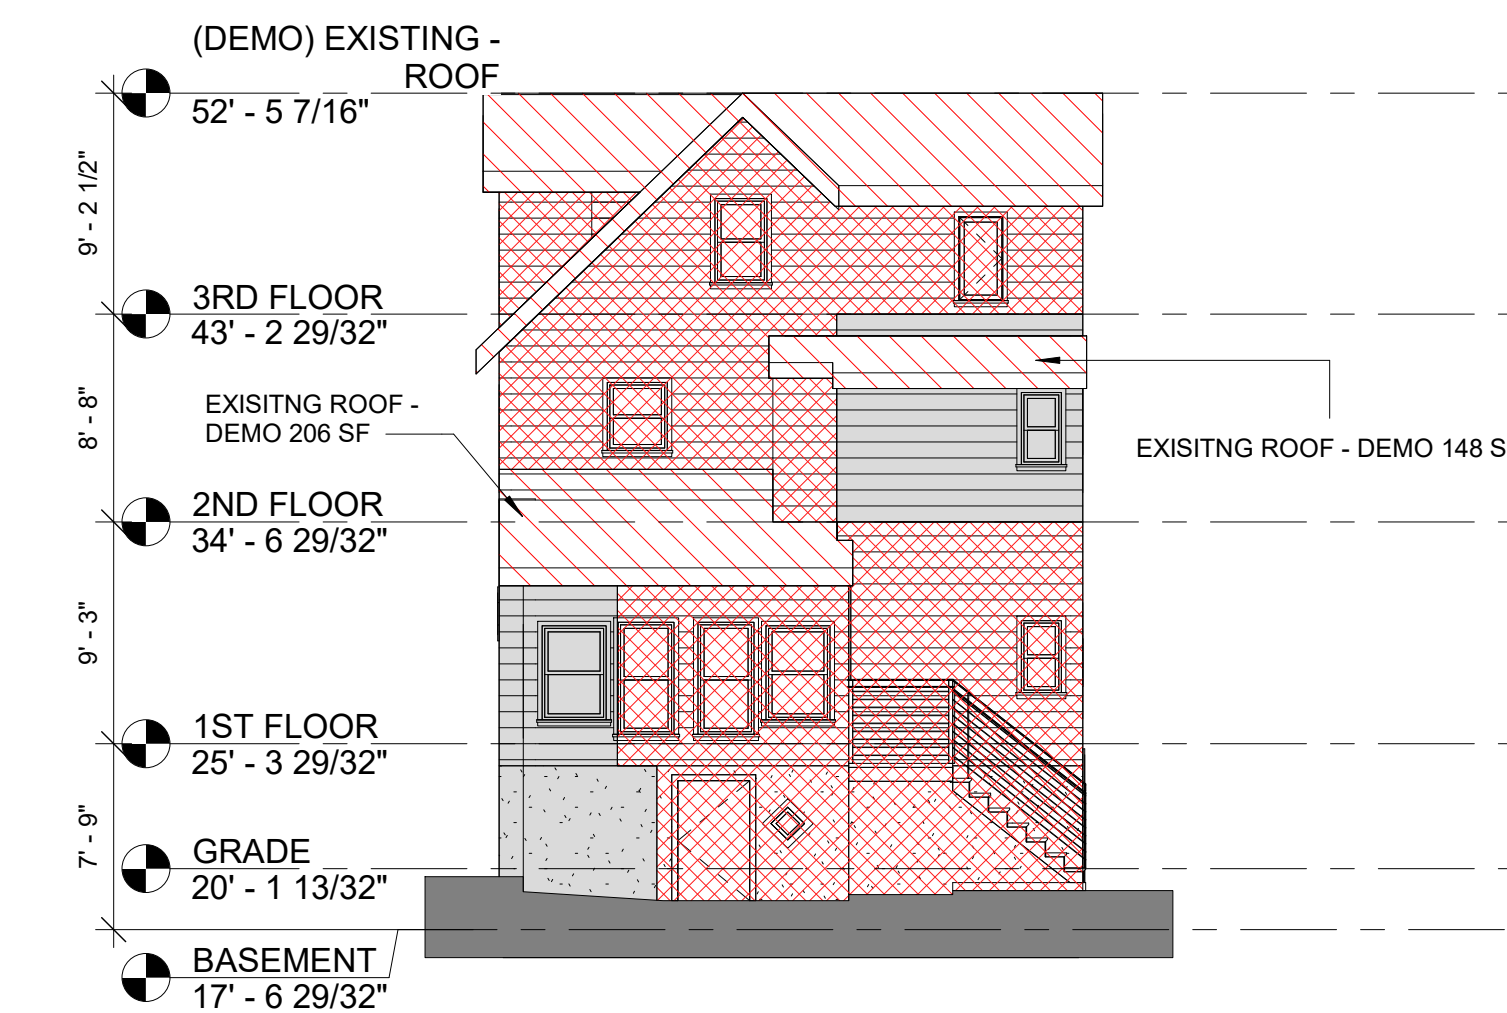 (DEMO) EXISTING -
ROOF
52' - 5 7/16"
9' - 2 1/2"
3RD FLOOR
43' - 2 29/32"
8' - 8"
EXISITNG ROOF -
DEMO 206 SF
EXISITNG ROOF - DEMO 148 S
2ND FLOOR
34' - 6 29/32"
9' - 3"
1ST FLOOR
25' - 3 29/32"
7' - 9"
GRADE
20' - 1 13/32"
BASEMENT
17' - 6 29/32"